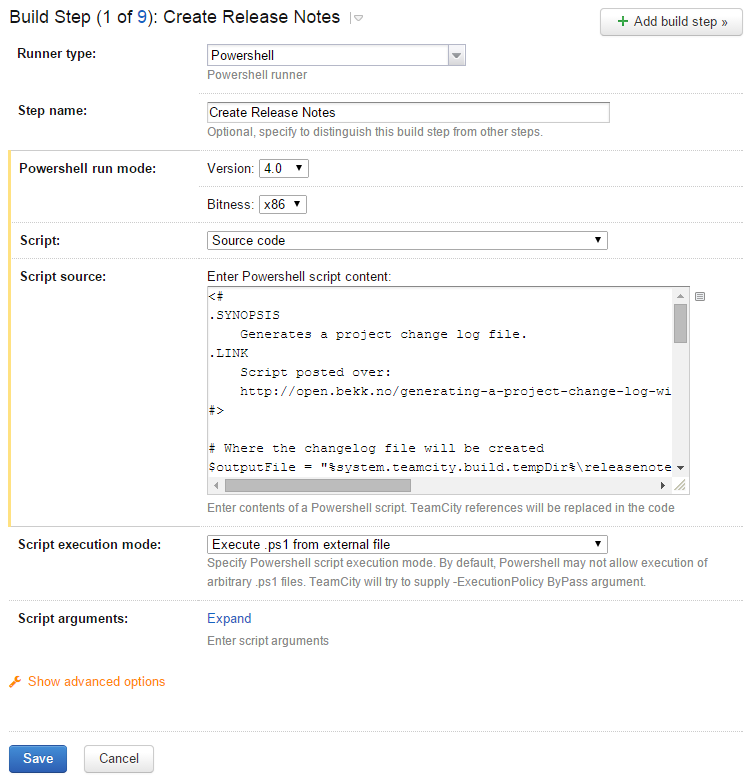 Build Step (1 of 9): Create Release Notes
+ Add build step »
Runner type:
Powershell
Powershell runner
Step name:
Create Release Notes
Optional, specify to distinguish this build step from other steps.
Powershell run mode:
Version: 4.0
Bitness: x86
Script:
Source code
Script source:
Enter Powershell script content:
<#
.SYNOPSIS
Generates a project change log file.
.LINK
Script posted over:
http://open.bekk.no/generating-a-project-change-log-wi
#>
# Where the changelog file will be created
$outputFile = "%system.teamcity.build.tempDir%\releasenote
Enter contents of a Powershell script. TeamCity references will be replaced in the code
Script execution mode:
Execute .ps1 from external file
Specify Powershell script execution mode. By default, Powershell may not allow execution of
arbitrary .ps1 files. TeamCity will try to supply -ExecutionPolicy ByPass argument.
Script arguments:
Expand
Enter script arguments
Show advanced options
Save
Cancel